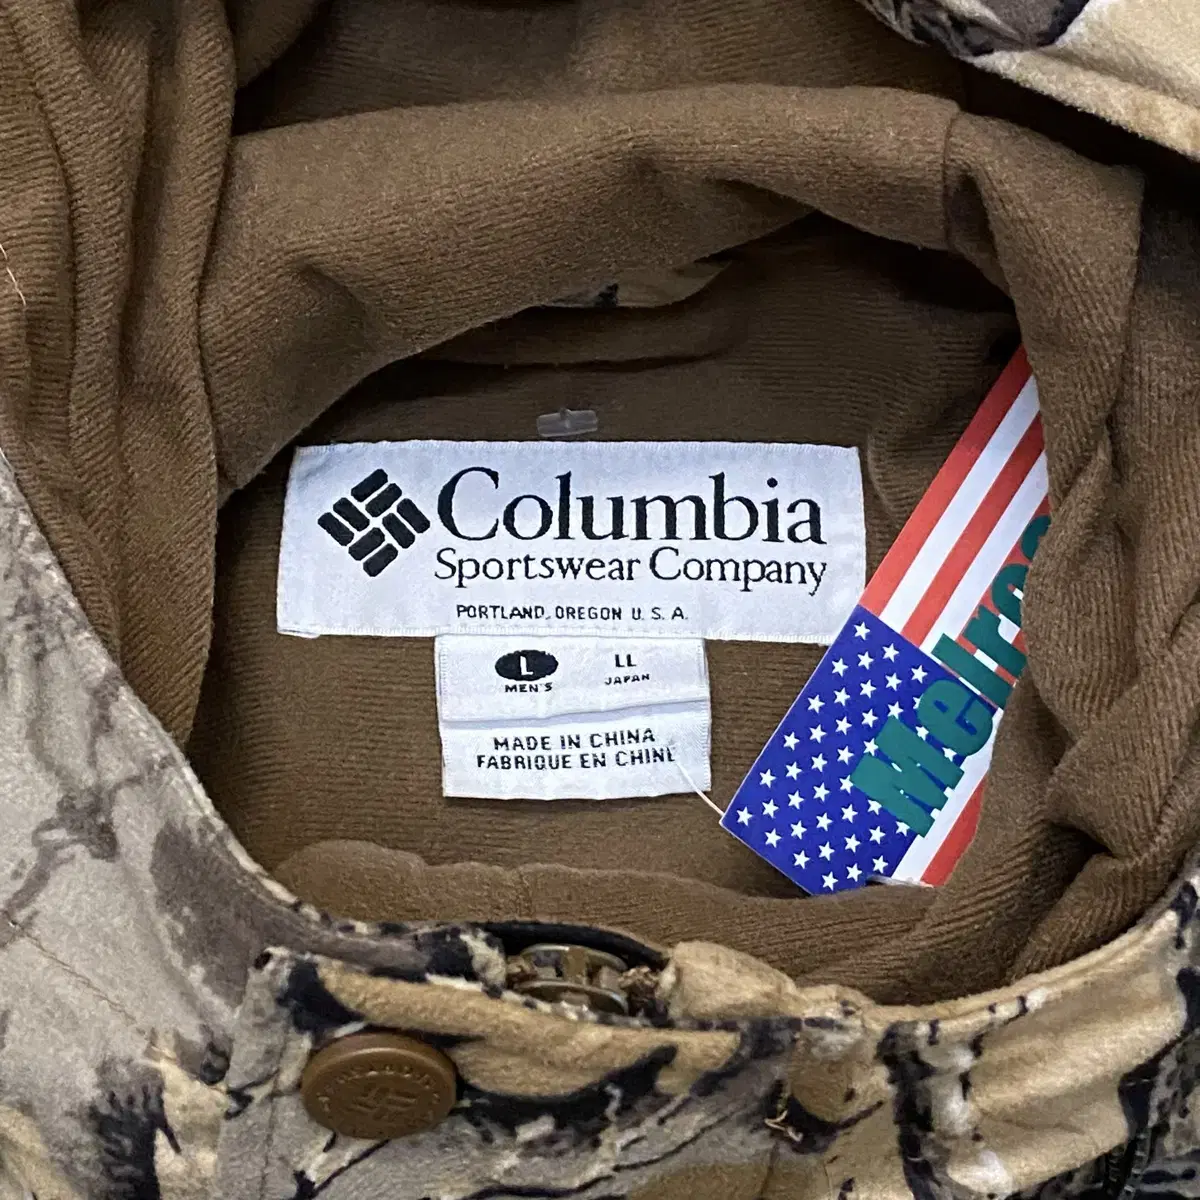 Columbia
Sportswear Company
PORTLAND, OREGON U. S. A.
L LL
MEN'S JAPAN
MADE IN CHINA
FABRIQUE EN CHINE